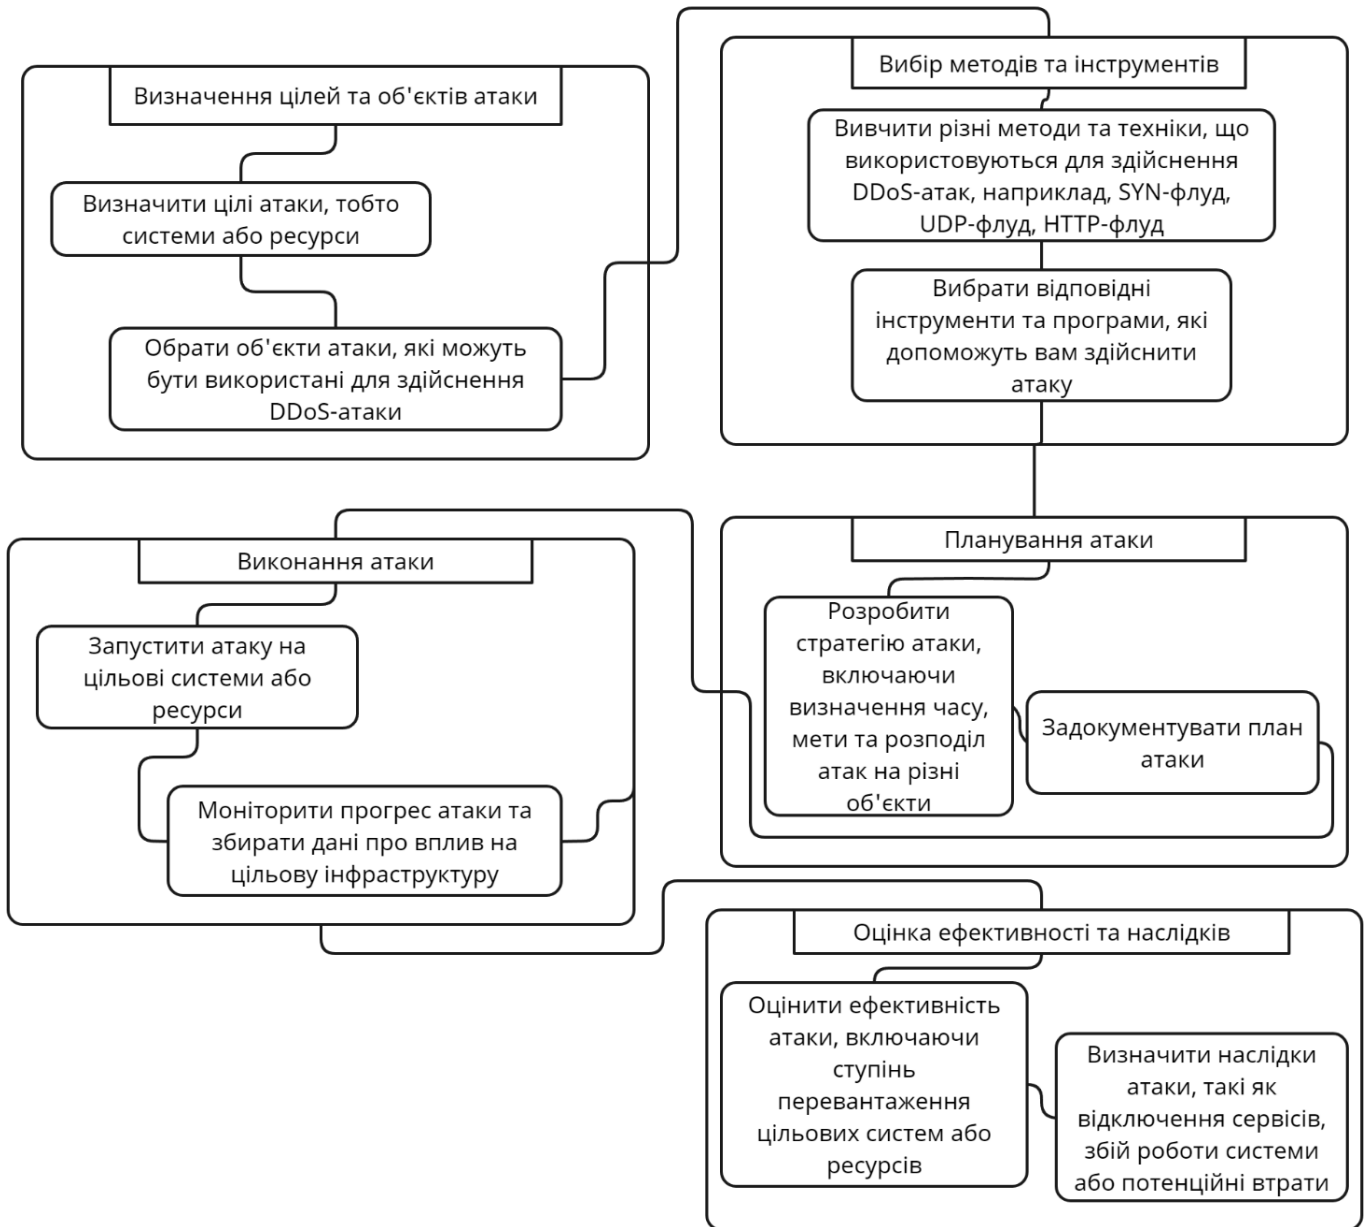 Визначення цілей та об'єктів атаки
Визначити цілі атаки, тобто
системи або ресурси
Обрати об'єкти атаки, які можуть
бути використані для здійснення
DDoS-атаки
Вибір методів та інструментів
Вивчити різні методи та техніки, що
використовуються для здійснення
DDoS-атак, наприклад, SYN-флуд,
UDP-флуд, HTTP-флуд
Вибрати відповідні
інструменти та програми, які
допоможуть вам здійснити
атаку
Планування атаки
Розробити
стратегію атаки,
включаючи
визначення часу,
мети та розподіл
атак на різні
об'єкти
Задокументувати план
атаки
Виконання атаки
Запустити атаку на
цільові системи або
ресурси
Моніторити прогрес атаки та
збирати дані про вплив на
цільову інфраструктуру
Оцінка ефективності та наслідків
Оцінити ефективність
атаки, включаючи
ступінь
перевантаження
цільових систем або
ресурсів
Визначити наслідки
атаки, такі як
відключення сервісів,
збій роботи системи
або потенційні втрати